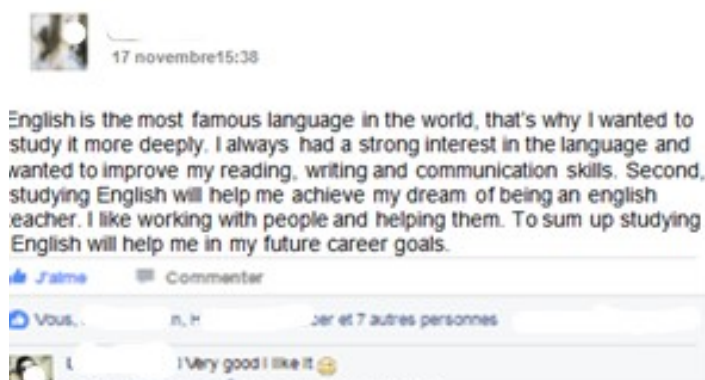 17 novembre15:38
English is the most famous language in the world, that's why I wanted to
study it more deeply. I always had a strong interest in the language and
wanted to improve my reading, writing and communication skills. Second,
studying English will help me achieve my dream of being an english
teacher. I like working with people and helping them. To sum up studying
English will help me in my future career goals.
J'aime Commenter
Vous, n, H ber et 7 autres personnes
Very good I like it